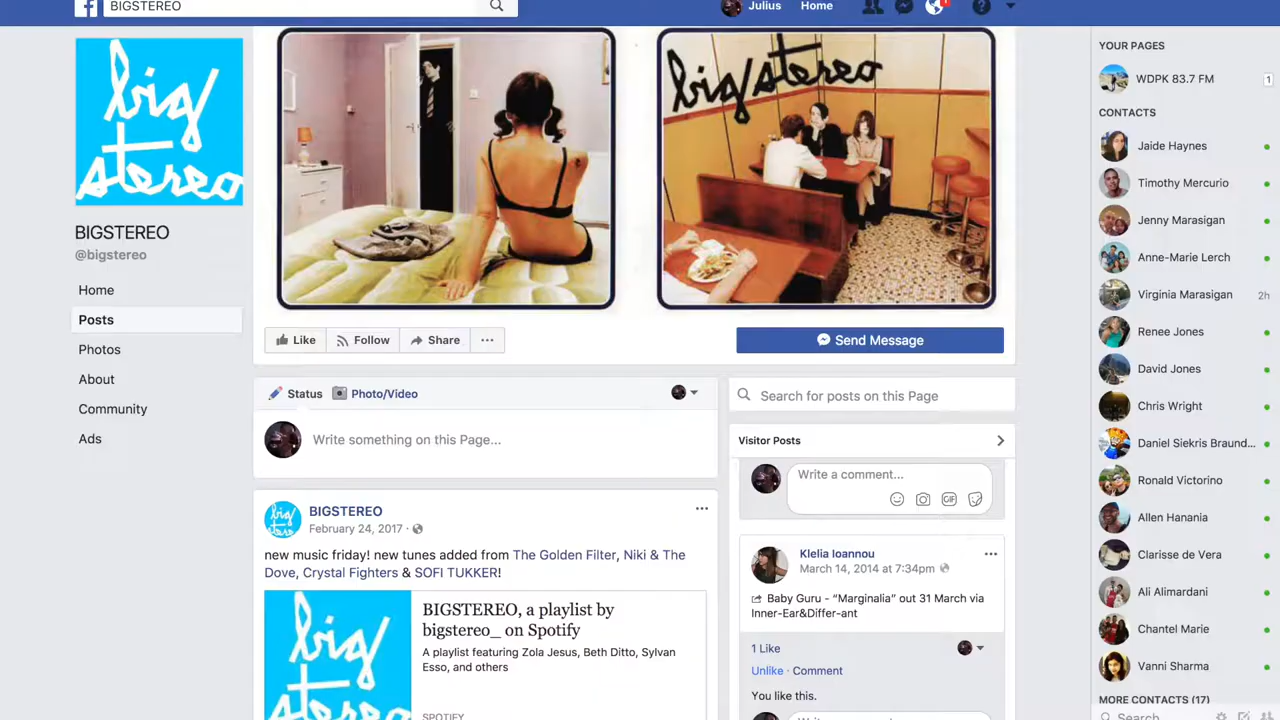 BIGSTEREO
Julius
Home
big
stereo
BIGSTEREO
@bigstereo
Home
Posts
Photos
About
Community
Ads
bigstereo
Like
Follow
Share
Send Message
Status
Photo/Video
Write something on this Page...
BIGSTEREO
February 24, 2017
new music friday! new tunes added from The Golden Filter, Niki & The
Dove, Crystal Fighters & SOFI TUKKER!
big
stereo
BIGSTEREO, a playlist by
bigstereo_ on Spotify
A playlist featuring Zola Jesus, Beth Ditto, Sylvan
Esso, and others
SPOTIFY
Search for posts on this Page
Visitor Posts
Write a comment...
GIF
Klelia Ioannou
March 14, 2014 at 7:34pm
Baby Guru - “Marginalia” out 31 March via
Inner-Ear&Differ-ant
1 Like
Unlike · Comment
You like this.
YOUR PAGES
WDPK 83.7 FM
1
CONTACTS
Jaide Haynes
Timothy Mercurio
Jenny Marasigan
Anne-Marie Lerch
Virginia Marasigan
2h
Renee Jones
David Jones
Chris Wright
Daniel Siekris Braund...
Ronald Victorino
Allen Hanania
Clarisse de Vera
Ali Alimardani
Chantel Marie
Vanni Sharma
MORE CONTACTS (17)
Search